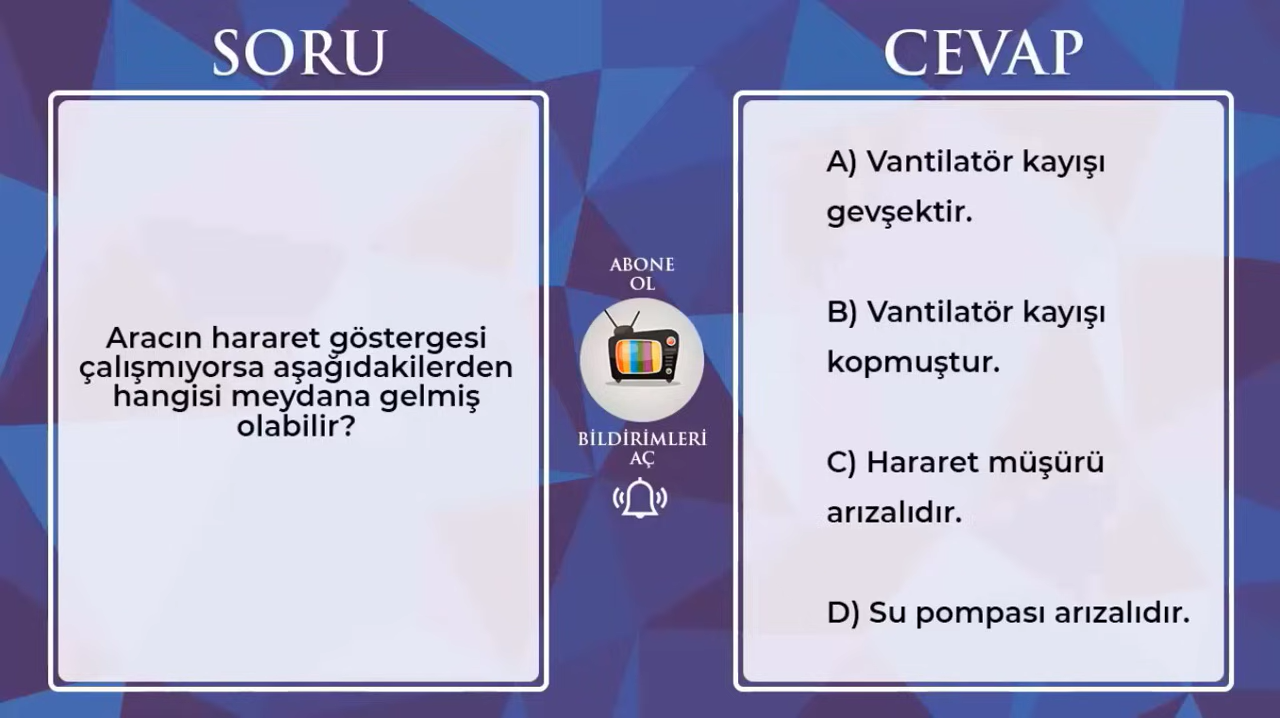 SORU
Aracın hararet göstergesi
çalışmıyorsa aşağıdakilerden
hangisi meydana gelmiş
olabilir?
ABONE
OL
BİLDİRİMLERİ
AÇ
CEVAP
A) Vantilatör kayışı
gevşektir.
B) Vantilatör kayışı
kopmuştur.
C) Hararet müşürü
arızalıdır.
D) Su pompası arızalıdır.